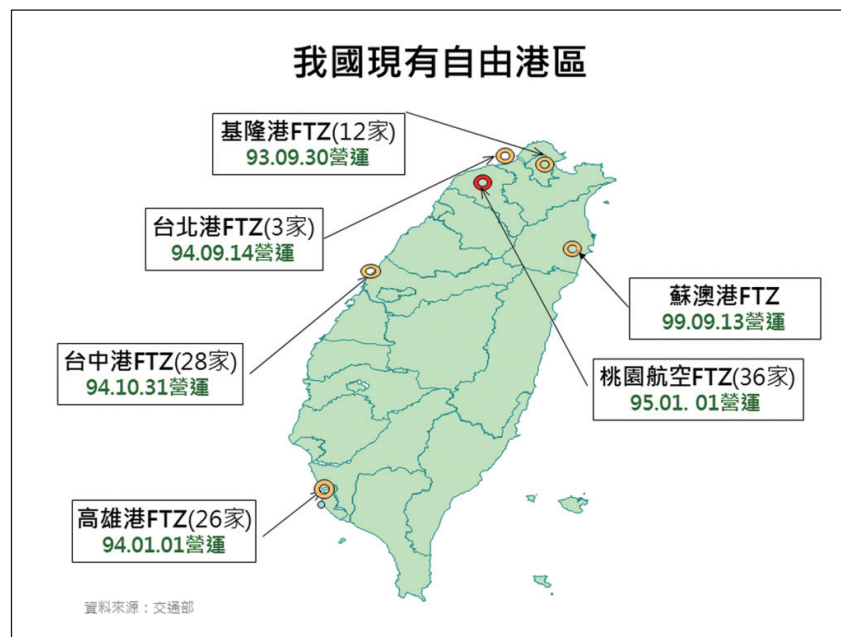 我國現有自由港區
基隆港FTZ(12家)
93.09.30營運
台北港FTZ(3家)
94.09.14營運
蘇澳港FTZ
99.09.13營運
台中港FTZ(28家)
94.10.31營運
桃園航空FTZ(36家)
95.01. 01營運
高雄港FTZ(26家)
94.01.01營運
資料來源：交通部